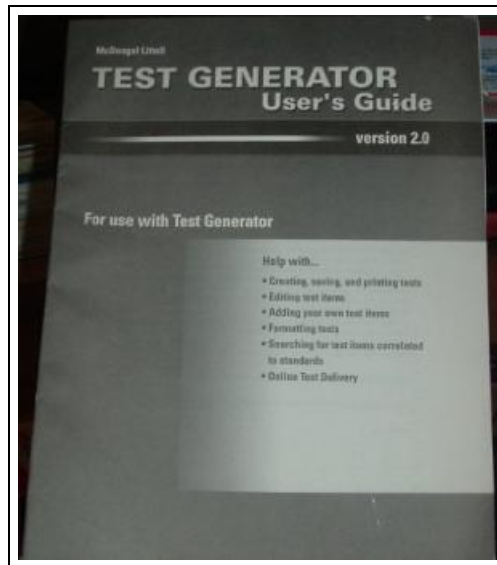 McDougal Littell
TEST GENERATOR
User's Guide
version 2.0
For use with Test Generator
Help with...
• Creating, saving, and printing tests
• Editing test items
• Adding your own test items
• Formatting tests
• Searching for test items correlated
to standards
• Online Test Delivery